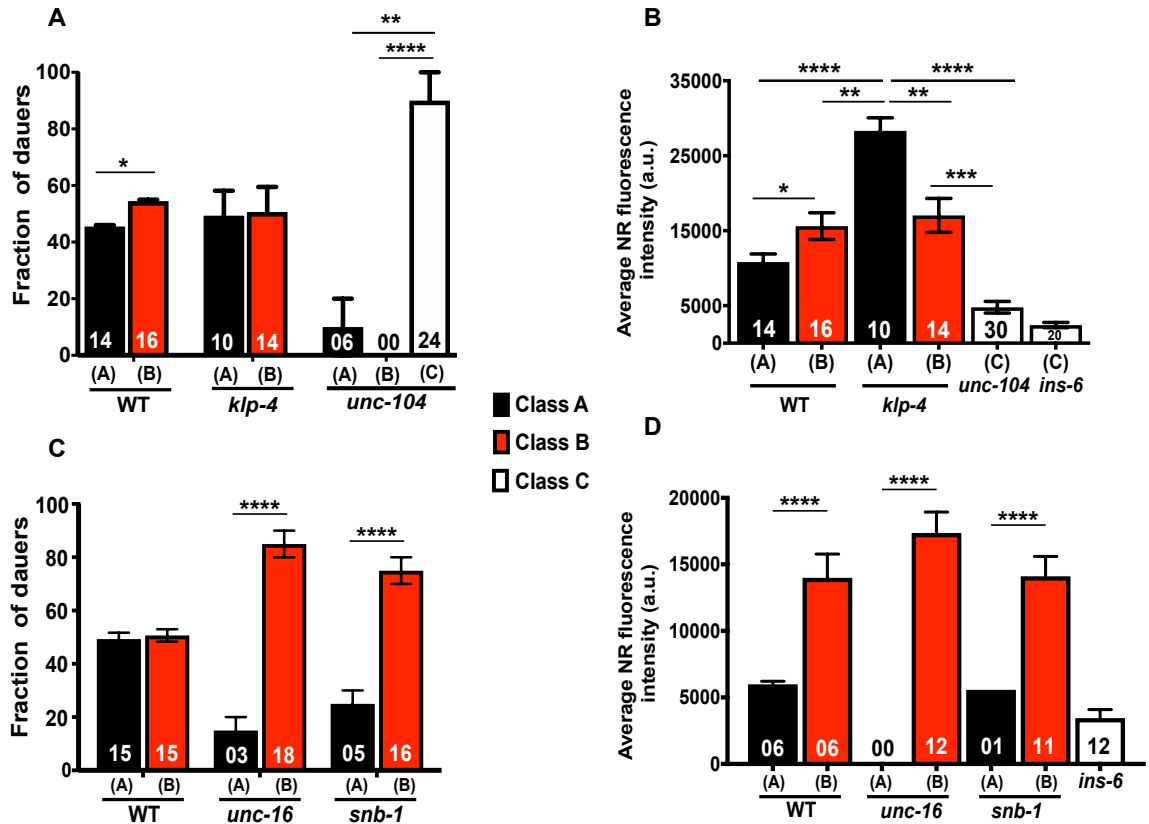 A
Fraction of dauers
100
80
60
40
20
0
*
**
****
14
16
10
14
06
00
24
(A) (B) (A) (B) (A) (B) (C)
WT klp-4 unc-104
B
Average NR fluorescence
intensity (a.u.)
35000
25000
15000
5000
0
**** ****
** **
* ***
14 16 10 14 30 20
(A) (B) (A) (B) (C) (C)
WT klp-4 unc-104 ins-6
Class A
Class B
Class C
C
Fraction of dauers
100
80
60
40
20
0
**** ****
15 15 03 18 05 16
(A) (B) (A) (B) (A) (B)
WT unc-16 snb-1
D
Average NR fluorescence
intensity (a.u.)
20000
15000
10000
5000
0
**** **** ****
06 06 00 12 01 11 12
(A) (B) (A) (B) (A) (B)
WT unc-16 snb-1 ins-6